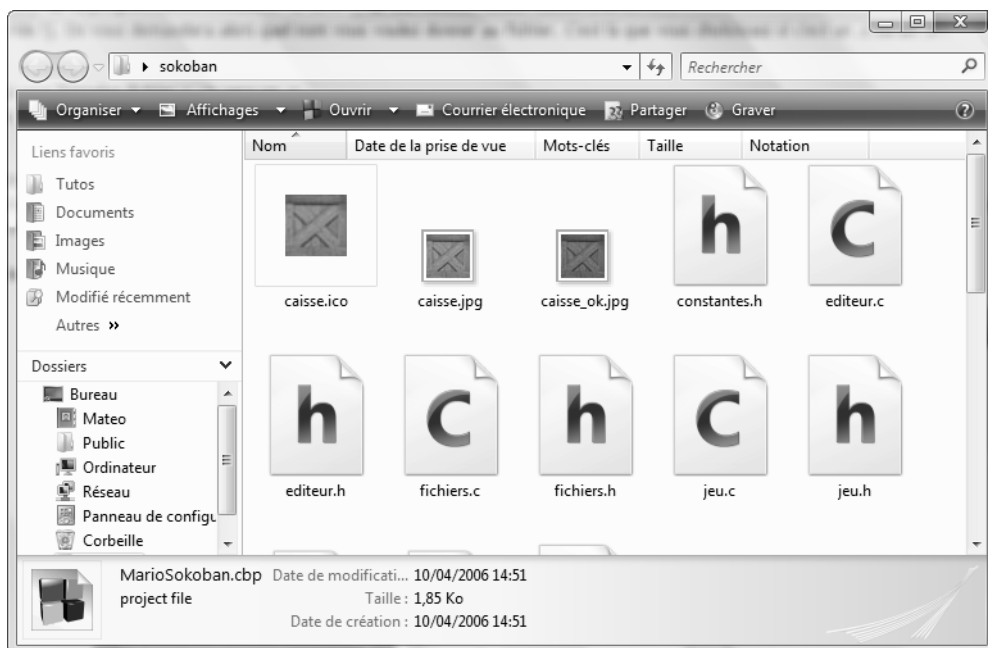 sokoban
Rechercher
Organiser Affichages Ouvrir Courrier électronique Partager Graver
Liens favoris
Tutos
Documents
Images
Musique
Modifié récemment
Autres »
Dossiers
Bureau
Mateo
Public
Ordinateur
Réseau
Panneau de configu
Corbeille
Nom Date de la prise de vue Mots-clés Taille Notation
h C
caisse.ico caisse.jpg caisse_ok.jpg constantes.h editeur.c
h C h C h
editeur.h fichiers.c fichiers.h jeu.c jeu.h
MarioSokoban.cbp Date de modificati... 10/04/2006 14:51
project file Taille : 1,85 Ko
Date de création : 10/04/2006 14:51